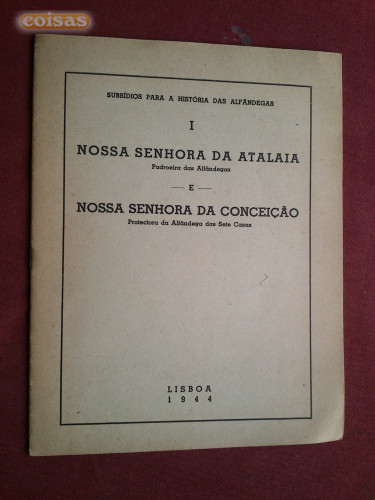 coisas
SUBSÍDIOS PARA A HISTÓRIA DAS ALFÂNDEGAS
I
NOSSA SENHORA DA ATALAIA
Padroeira das Alfândegas
— E —
NOSSA SENHORA DA CONCEIÇÃO
Protectora da Alfândega das Sete Casas
LISBOA
1944